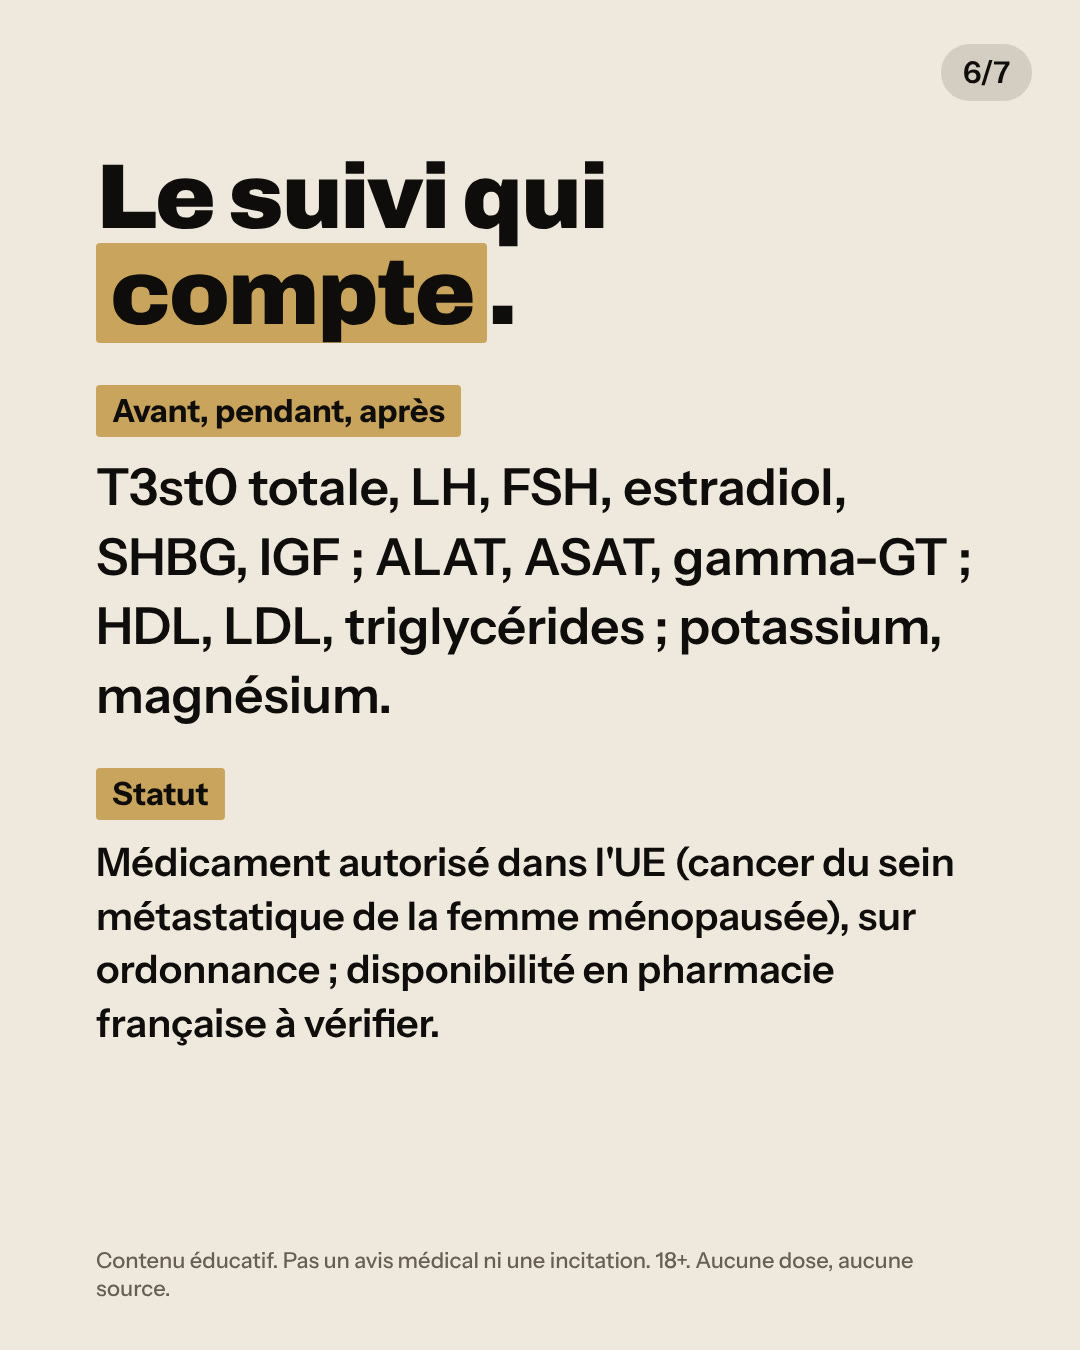 6/7
Le suivi qui
compte.
Avant, pendant, après
T3st0 totale, LH, FSH, estradiol,
SHBG, IGF ; ALAT, ASAT, gamma-GT ;
HDL, LDL, triglycérides ; potassium,
magnésium.
Statut
Médicament autorisé dans l'UE (cancer du sein
métastatique de la femme ménopausée), sur
ordonnance ; disponibilité en pharmacie
française à vérifier.
Contenu éducatif. Pas un avis médical ni une incitation. 18+. Aucune dose, aucune
source.